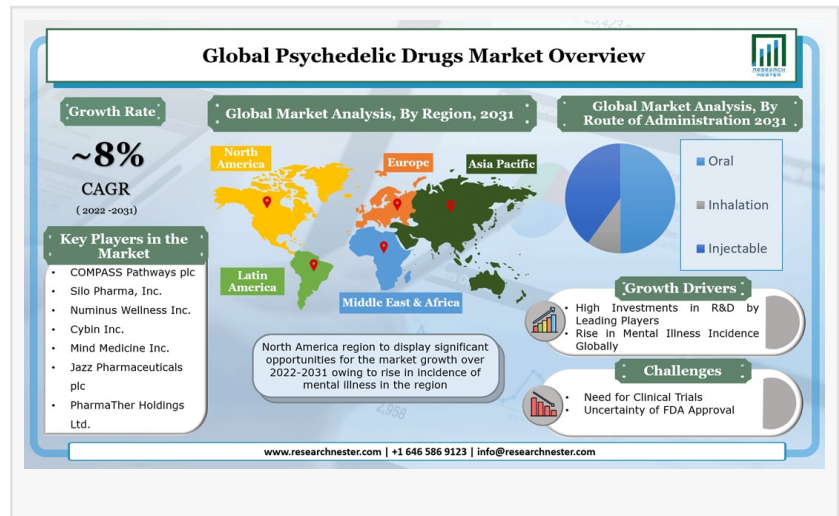 Global Psychedelic Drugs Market Overview
RESEARCH
NESTER
Growth Rate
~8%
CAGR
( 2022 -2031)
Key Players in the
Market
• COMPASS Pathways plc
• Silo Pharma, Inc.
• Numinus Wellness Inc.
• Cybin Inc.
• Mind Medicine Inc.
• Jazz Pharmaceuticals
plc
• PharmaTher Holdings
Ltd.
Global Market Analysis, By Region, 2031
North
America
Europe
Asia Pacific
Latin
America
Middle East & Africa
North America region to display significant
opportunities for the market growth over
2022-2031 owing to rise in incidence of
mental illness in the region
2,958
Global Market Analysis, By
Route of Administration 2031
Oral
Inhalation
Injectable
Growth Drivers
• High Investments in R&D by
Leading Players
• Rise in Mental Illness Incidence
Globally
Challenges
• Need for Clinical Trials
• Uncertainty of FDA Approval
www.researchnester.com | +1 646 586 9123 | info@researchnester.com